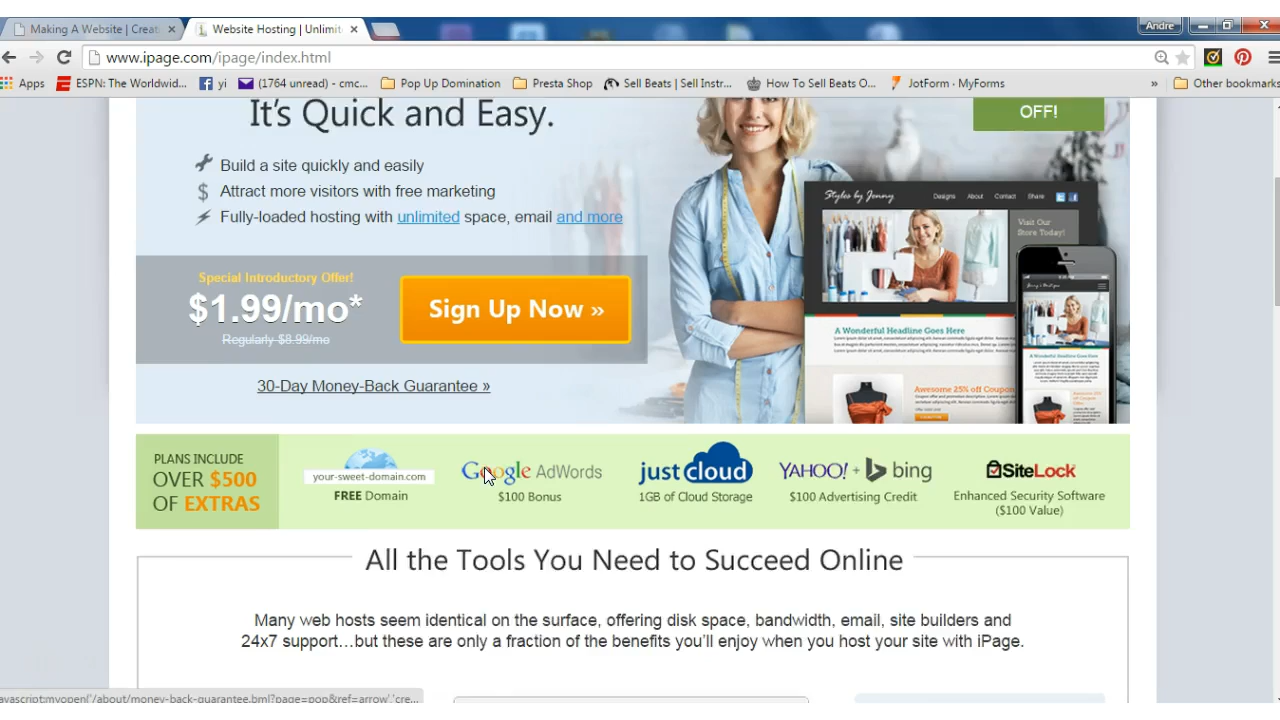 Making A Website | Creat
Website Hosting | Unlimit
Andre
www.ipage.com/ipage/index.html
Apps
ESPN: The Worldwid...
yi
(1764 unread) - cmc...
Pop Up Domination
Presta Shop
Sell Beats | Sell Instr...
How To Sell Beats O...
JotForm - MyForms
»
Other bookmarks
It's Quick and Easy.
OFF!
Build a site quickly and easily
$ Attract more visitors with free marketing
Fully-loaded hosting with unlimited space, email and more
Special Introductory Offer!
$1.99/mo*
Regularly $8.99/mo
Sign Up Now »
30-Day Money-Back Guarantee »
Styles by Jenny
Designs About Contact Share
Visit Our
Store Today!
A Wonderful Headline Goes Here
Awesome 25% off Coupon
PLANS INCLUDE
OVER $500
OF EXTRAS
your-sweet-domain.com
FREE Domain
Google AdWords
$100 Bonus
just cloud
1GB of Cloud Storage
YAHOO! + bing
$100 Advertising Credit
SiteLock
Enhanced Security Software
($100 Value)
All the Tools You Need to Succeed Online
Many web hosts seem identical on the surface, offering disk space, bandwidth, email, site builders and
24x7 support...but these are only a fraction of the benefits you'll enjoy when you host your site with iPage.
avascript:myopen('/about/money-back-guarantee.bml?page=pop&ref=arrow','cre...